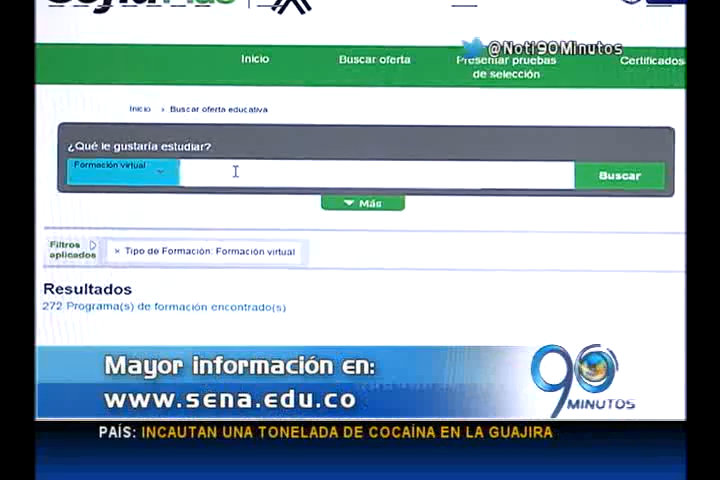 @Noti90Minutos
Inicio
Buscar oferta
Presentar pruebas
de selección
Certificados
Inicio > Buscar oferta educativa
¿Qué le gustaría estudiar?
Formación virtual
Buscar
Más
Filtros
aplicados
× Tipo de Formación: Formación virtual
Resultados
272 Programa(s) de formación encontrado(s)
Mayor información en:
www.sena.edu.co
90
MINUTOS
PAÍS: INCAUTAN UNA TONELADA DE COCAÍNA EN LA GUAJIRA